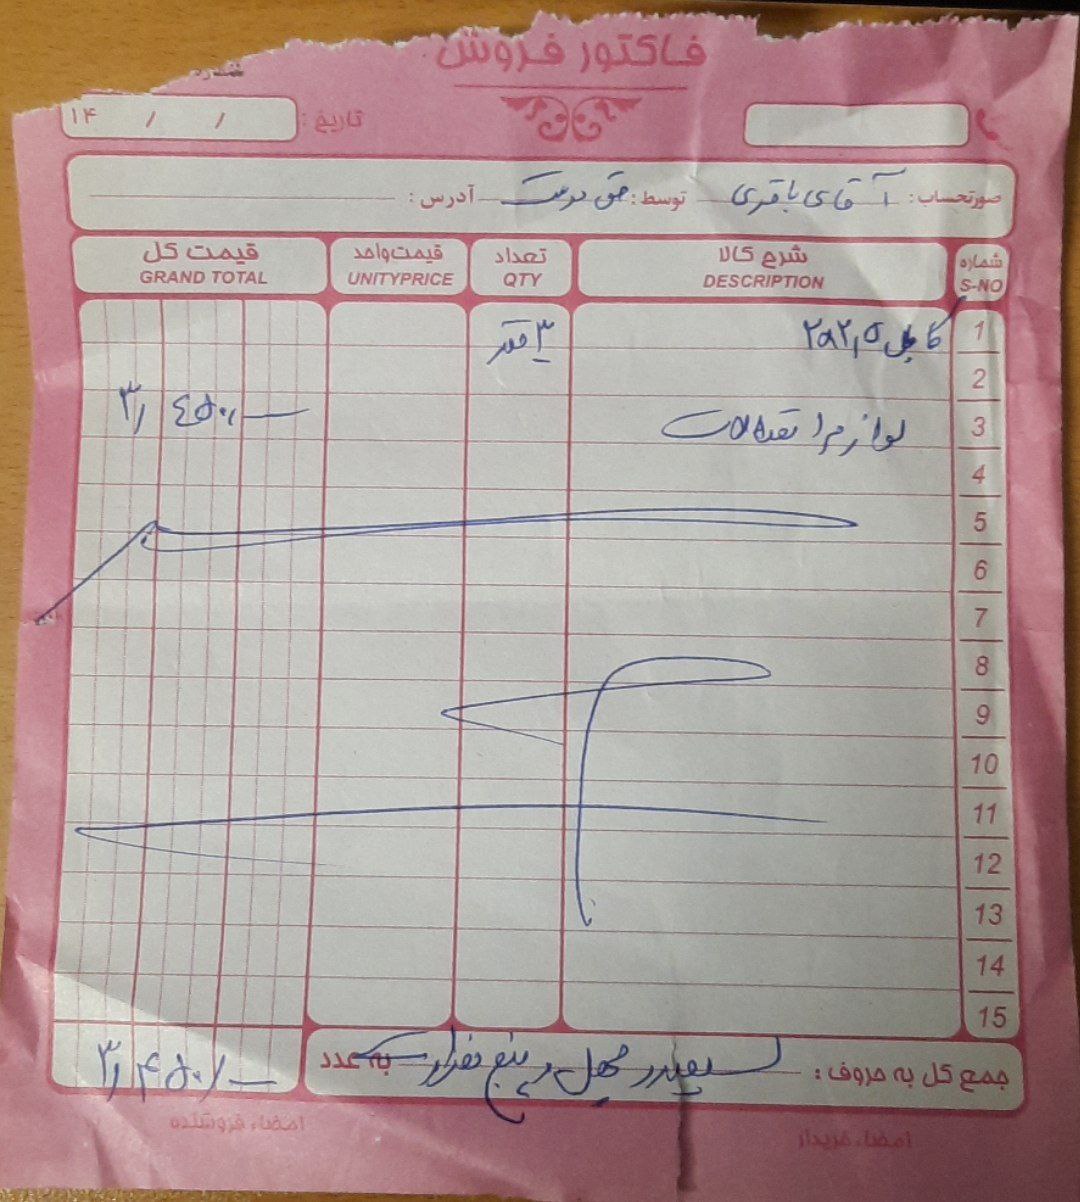 فاکتور فروش
شماره
تاریخ : / / ۱۴
صورتحساب : آقای باقری توسط : حق دوست آدرس :
شماره S-NO شرح کالا DESCRIPTION تعداد QTY قیمت واحد UNITYPRICE قیمت کل GRAND TOTAL
1 کابل ۲۵۲٫۵ ۳ متر
2
3 لوازم اتصالات ۳٫۴۵۰٫—
4
5
6
7
8
9
10
11
12
13
14
15
جمع کل به حروف : سیصد و چهل و پنج هزار به عدد ۳٫۴۵۰٫—
امضاء خریدار امضاء فروشنده